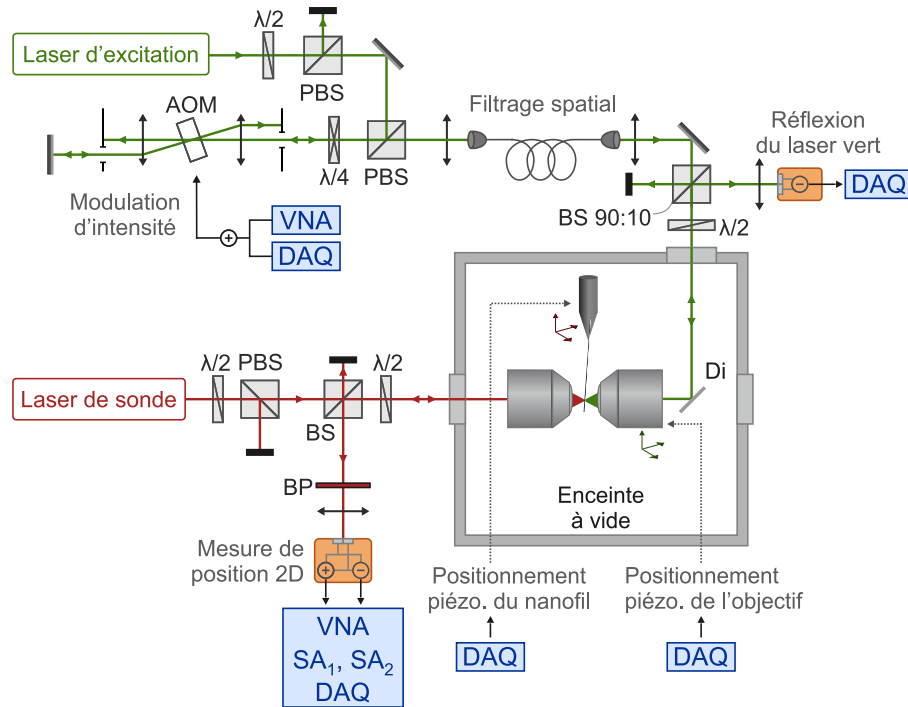 λ/2
Laser d'excitation
PBS
AOM
Filtrage spatial
Réflexion
du laser vert
λ/4
PBS
DAQ
Modulation
d'intensité
VNA
DAQ
BS 90:10
λ/2
Di
λ/2
PBS
λ/2
Laser de sonde
BS
BP
Enceinte
à vide
Mesure de
position 2D
Positionnement
piézo. du nanofil
Positionnement
piézo. de l'objectif
VNA
SA₁, SA₂
DAQ
DAQ
DAQ